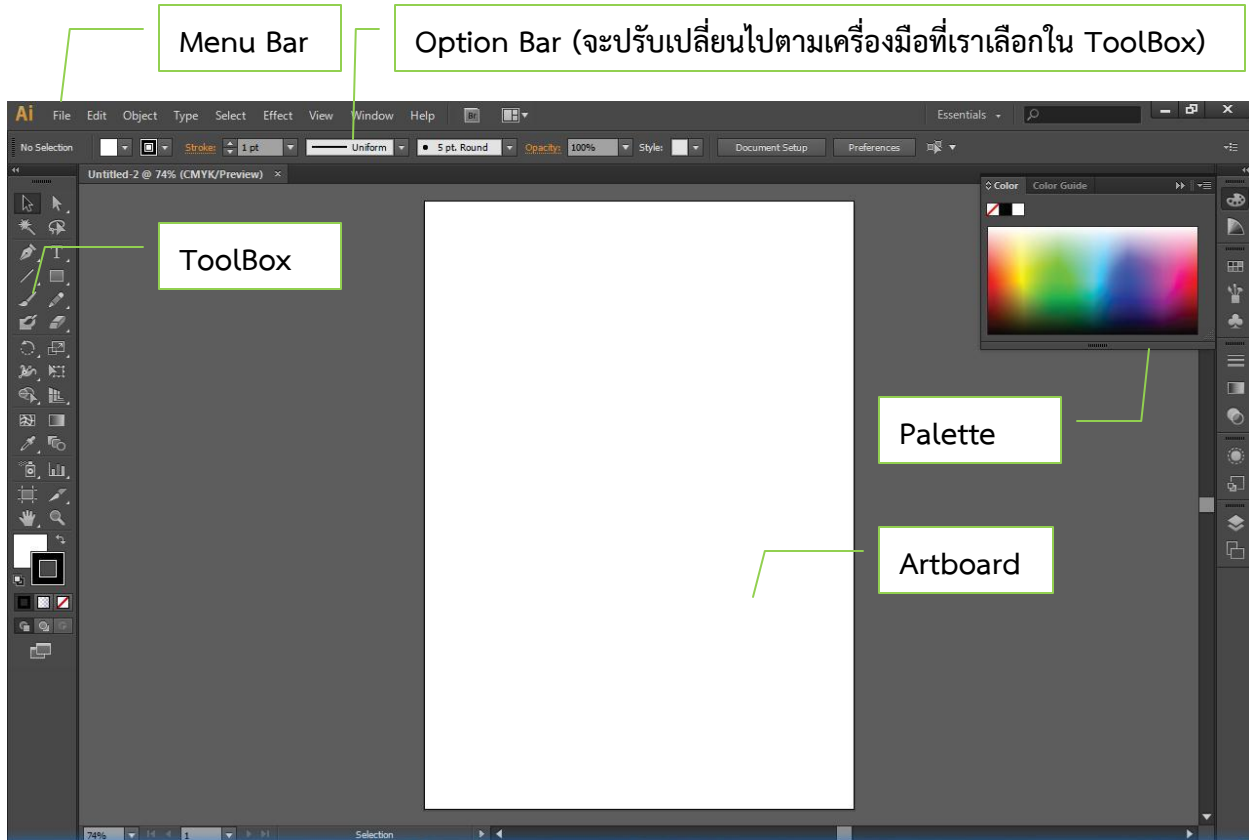 Menu Bar
Option Bar (จะปรับเปลี่ยนไปตามเครื่องมือที่เราเลือกใน ToolBox)
Ai File Edit Object Type Select Effect View Window Help Br Essentials
No Selection Stroke: 1 pt Uniform 5 pt. Round Opacity: 100% Style: Document Setup Preferences
Untitled-2 @ 74% (CMYK/Preview) ×
Color Color Guide
ToolBox
Palette
Artboard
74% 1 Selection